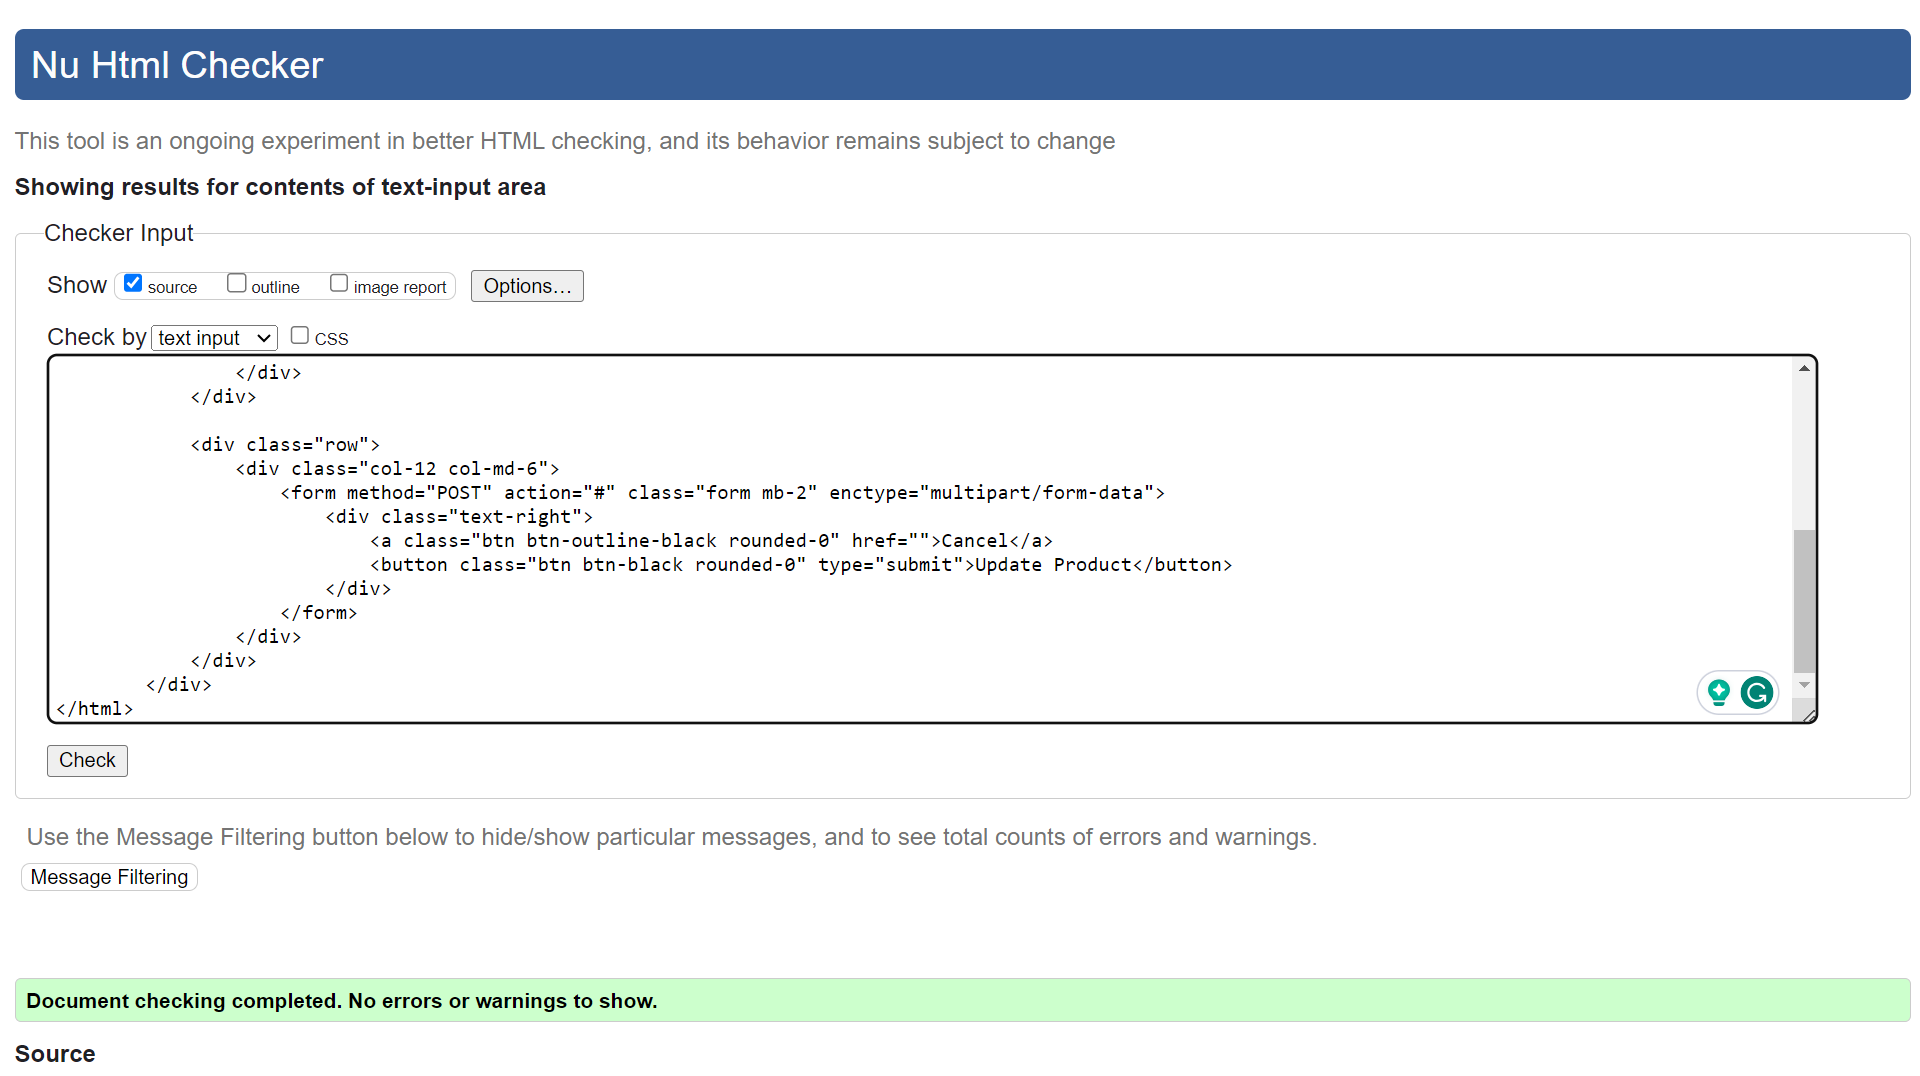 Nu Html Checker
This tool is an ongoing experiment in better HTML checking, and its behavior remains subject to change
Showing results for contents of text-input area
Checker Input
Show source outline image report Options...
Check by text input CSS
</div>
</div>
<div class="row">
<div class="col-12 col-md-6">
<form method="POST" action="#" class="form mb-2" enctype="multipart/form-data">
<div class="text-right">
<a class="btn btn-outline-black rounded-0" href="">Cancel</a>
<button class="btn btn-black rounded-0" type="submit">Update Product</button>
</div>
</form>
</div>
</div>
</div>
</html>
Check
Use the Message Filtering button below to hide/show particular messages, and to see total counts of errors and warnings.
Message Filtering
Document checking completed. No errors or warnings to show.
Source